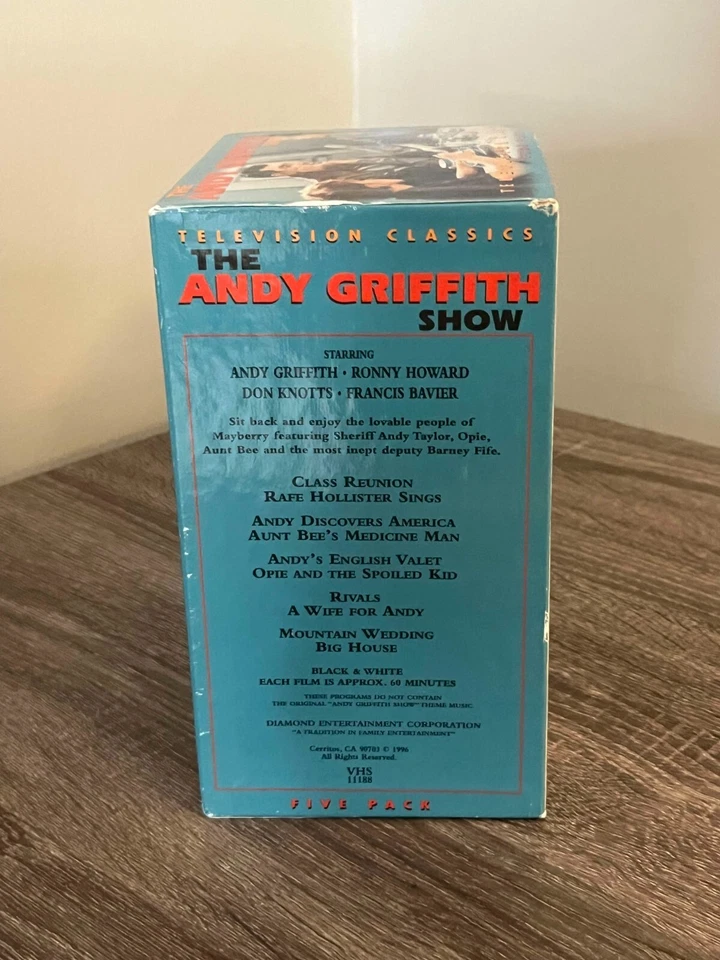 THE
ANDY GRIFFITH
TELEVISION CLASSICS
THE
ANDY GRIFFITH
SHOW
STARRING
ANDY GRIFFITH • RONNY HOWARD
DON KNOTTS • FRANCIS BAVIER
Sit back and enjoy the lovable people of
Mayberry featuring Sheriff Andy Taylor, Opie,
Aunt Bee and the most inept deputy Barney Fife.
CLASS REUNION
RAFE HOLLISTER SINGS
ANDY DISCOVERS AMERICA
AUNT BEE'S MEDICINE MAN
ANDY'S ENGLISH VALET
OPIE AND THE SPOILED KID
RIVALS
A WIFE FOR ANDY
MOUNTAIN WEDDING
BIG HOUSE
BLACK & WHITE
EACH FILM IS APPROX. 60 MINUTES
THESE PROGRAMS DO NOT CONTAIN
THE ORIGINAL "ANDY GRIFFITH SHOW" THEME MUSIC
DIAMOND ENTERTAINMENT CORPORATION
"A TRADITION IN FAMILY ENTERTAINMENT"
Cerritos, CA 90703 © 1996
All Rights Reserved.
VHS
11188
FIVE PACK